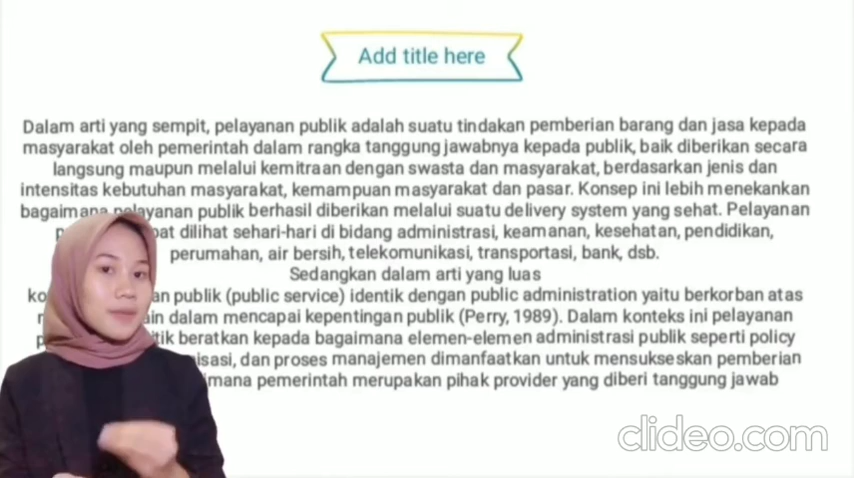 Add title here
Dalam arti yang sempit, pelayanan publik adalah suatu tindakan pemberian barang dan jasa kepada
masyarakat oleh pemerintah dalam rangka tanggung jawabnya kepada publik, baik diberikan secara
langsung maupun melalui kemitraan dengan swasta dan masyarakat, berdasarkan jenis dan
intensitas kebutuhan masyarakat, kemampuan masyarakat dan pasar. Konsep ini lebih menekankan
bagaimana pelayanan publik berhasil diberikan melalui suatu delivery system yang sehat. Pelayanan
dilihat sehari-hari di bidang administrasi, keamanan, kesehatan, pendidikan,
perumahan, air bersih, telekomunikasi, transportasi, bank, dsb.
Sedangkan dalam arti yang luas
publik (public service) identik dengan public administration yaitu berkorban atas
dalam mencapai kepentingan publik (Perry, 1989). Dalam konteks ini pelayanan
beratkan kepada bagaimana elemen-elemen administrasi publik seperti policy
dan proses manajemen dimanfaatkan untuk mensukseskan pemberian
pemerintah merupakan pihak provider yang diberi tanggung jawab
clideo.com